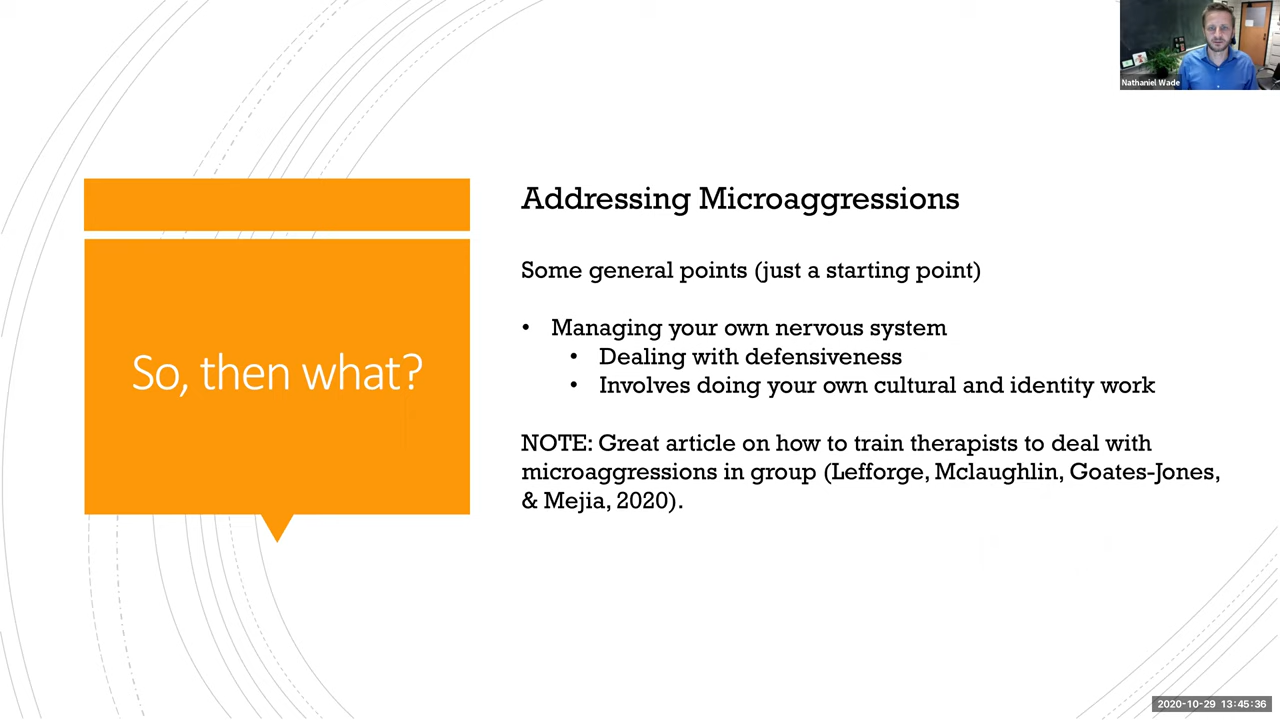 Nathaniel Wade
So, then what?
Addressing Microaggressions
Some general points (just a starting point)
• Managing your own nervous system
• Dealing with defensiveness
• Involves doing your own cultural and identity work
NOTE: Great article on how to train therapists to deal with
microaggressions in group (Lefforge, Mclaughlin, Goates-Jones,
& Mejia, 2020).
2020-10-29 13:45:36